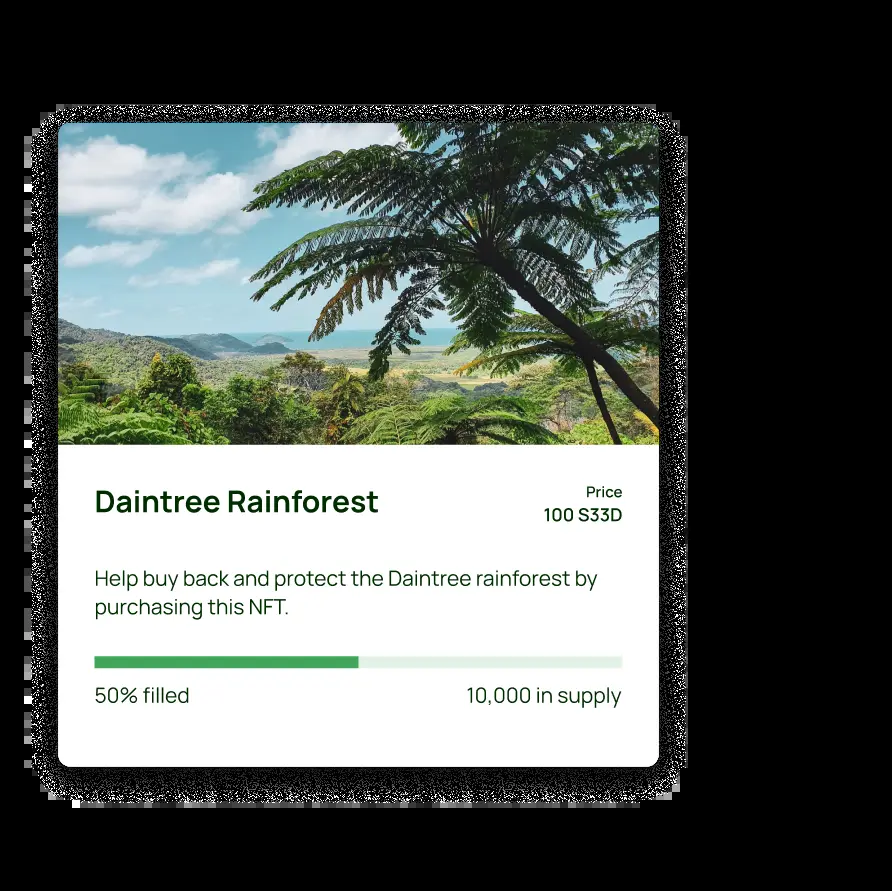 Daintree Rainforest
Price
100 S33D
Help buy back and protect the Daintree rainforest by
purchasing this NFT.
50% filled
10,000 in supply